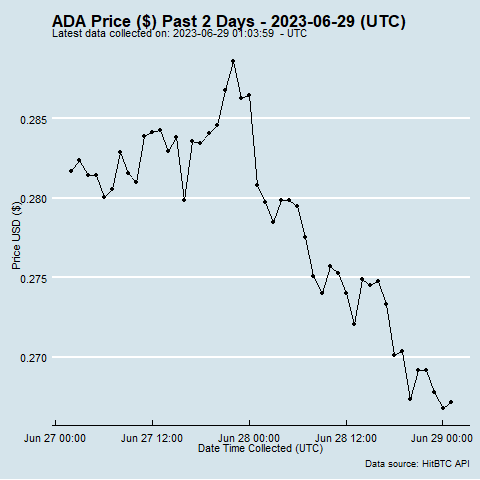 ADA Price ($) Past 2 Days - 2023-06-29 (UTC)
Latest data collected on: 2023-06-29 01:03:59  - UTC
0.285
0.280
0.275
0.270
Price USD ($)
Jun 27 00:00 Jun 27 12:00 Jun 28 00:00 Jun 28 12:00 Jun 29 00:00
Date Time Collected (UTC)
Data source: HitBTC API